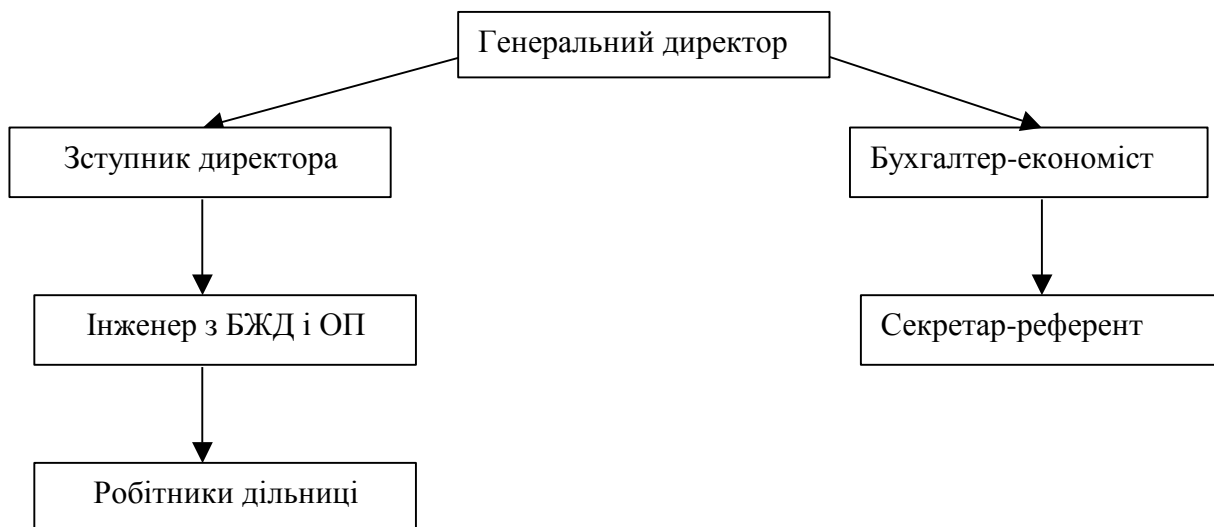 Генеральний директор
Зступник директора
Бухгалтер-економіст
Інженер з БЖД і ОП
Секретар-референт
Робітники дільниці